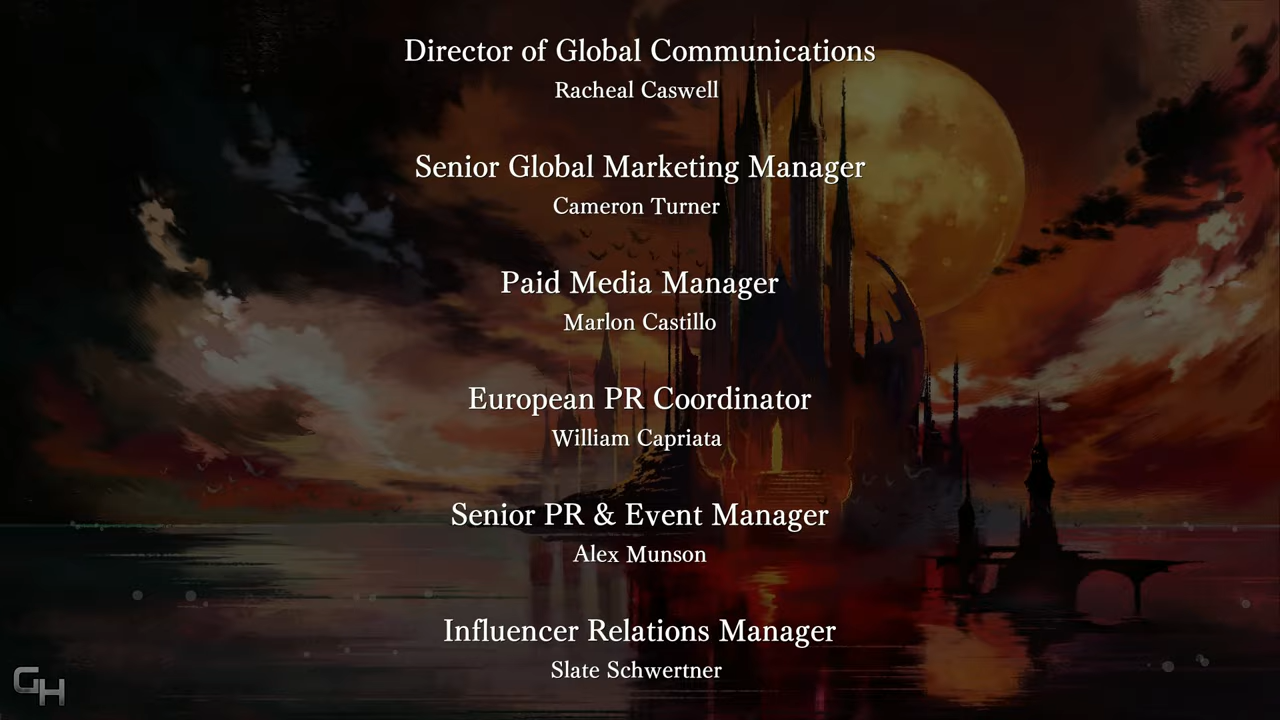 Director of Global Communications
Racheal Caswell
Senior Global Marketing Manager
Cameron Turner
Paid Media Manager
Marlon Castillo
European PR Coordinator
William Capriata
Senior PR & Event Manager
Alex Munson
Influencer Relations Manager
Slate Schwertner
GH